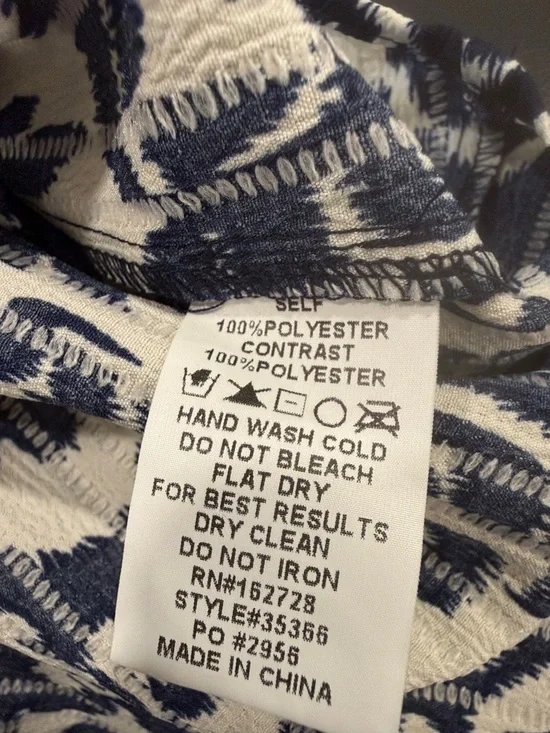 SELF
100%POLYESTER
CONTRAST
100%POLYESTER
HAND WASH COLD
DO NOT BLEACH
FLAT DRY
FOR BEST RESULTS
DRY CLEAN
DO NOT IRON
RN#162728
STYLE#35366
PO #2956
MADE IN CHINA